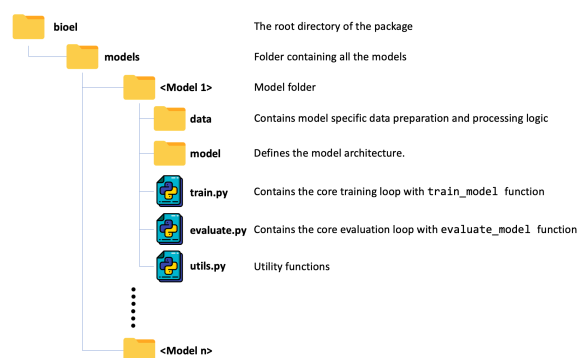 bioel The root directory of the package
models Folder containing all the models
<Model 1> Model folder
data Contains model specific data preparation and processing logic
model Defines the model architecture.
train.py Contains the core training loop with train_model function
evaluate.py Contains the core evaluation loop with evaluate_model function
utils.py Utility functions
<Model n>